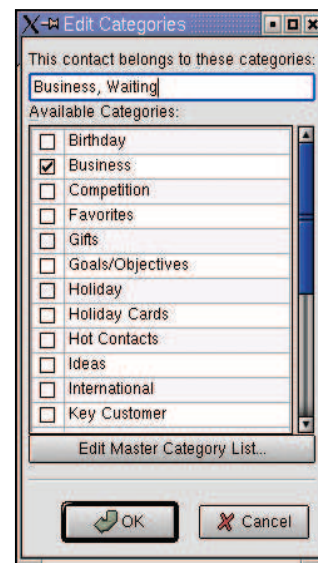 Edit Categories
This contact belongs to these categories:
Business, Waiting
Available Categories:
Birthday
Business
Competition
Favorites
Gifts
Goals/Objectives
Holiday
Holiday Cards
Hot Contacts
Ideas
International
Key Customer
Edit Master Category List...
OK
Cancel